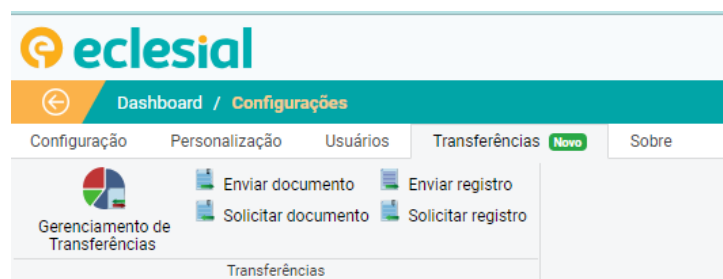 eclesial
Dashboard / Configurações
Configuração Personalização Usuários Transferências Novo Sobre
Enviar documento Enviar registro
Solicitar documento Solicitar registro
Gerenciamento de
Transferências
Transferências